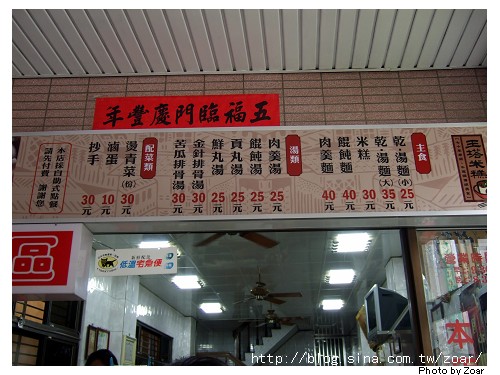 五福臨門慶豐年
主食
乾‧湯麵(小) 25元
乾‧湯麵(大) 35元
米糕 30元
餛飩麵 40元
肉羹麵 40元
湯類
肉羹湯 25元
餛飩湯 25元
貢丸湯 25元
鮮丸湯 25元
金針排骨湯 30元
苦瓜排骨湯 30元
配菜類
燙青菜(份) 30元
滷蛋 10元
抄手 30元
本店採自助式點餐
請先付費 謝謝您
區
低溫宅急便
本
http://blog.sina.com.tw/zoar/
Photo by Zoar